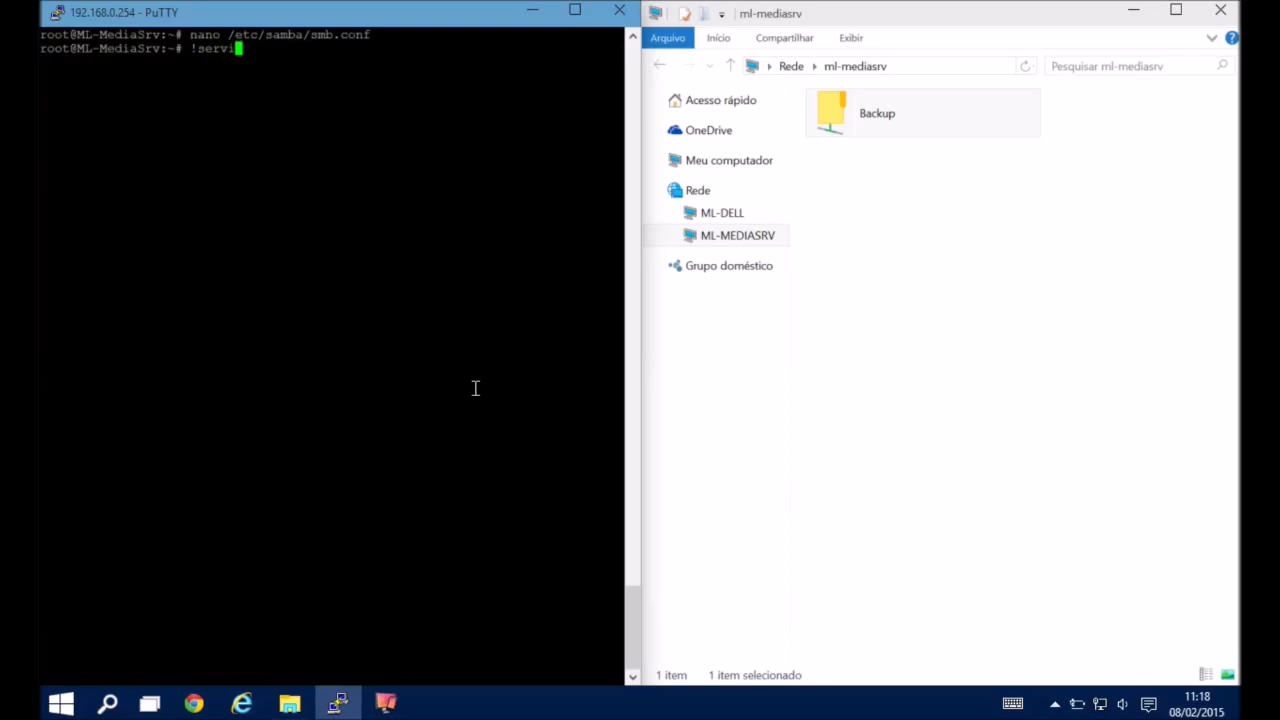 192.168.0.254 - PuTTY
root@ML-MediaSrv:~# nano /etc/samba/smb.conf
root@ML-MediaSrv:~# !servi
ml-mediasrv
Arquivo Início Compartilhar Exibir
Rede ml-mediasrv Pesquisar ml-mediasrv
Acesso rápido
OneDrive
Meu computador
Rede
ML-DELL
ML-MEDIASRV
Grupo doméstico
Backup
1 item 1 item selecionado
11:18
08/02/2015